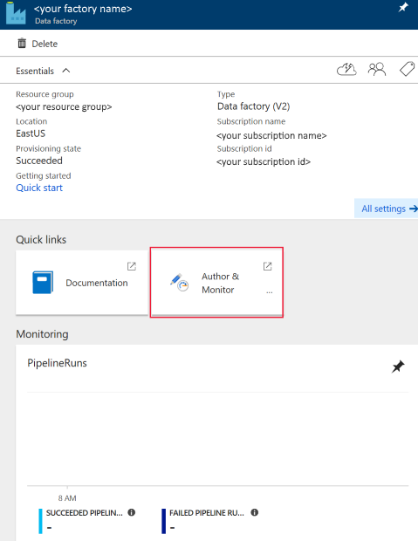 <your factory name>
Data factory
Delete
Essentials
Resource group
<your resource group>
Type
Data factory (V2)
Location
EastUS
Subscription name
<your subscription name>
Provisioning state
Succeeded
Subscription id
<your subscription id>
Getting started
Quick start
All settings
Quick links
Documentation
Author &
Monitor
...
Monitoring
PipelineRuns
8 AM
SUCCEEDED PIPELIN...
FAILED PIPELINE RU...
--
--